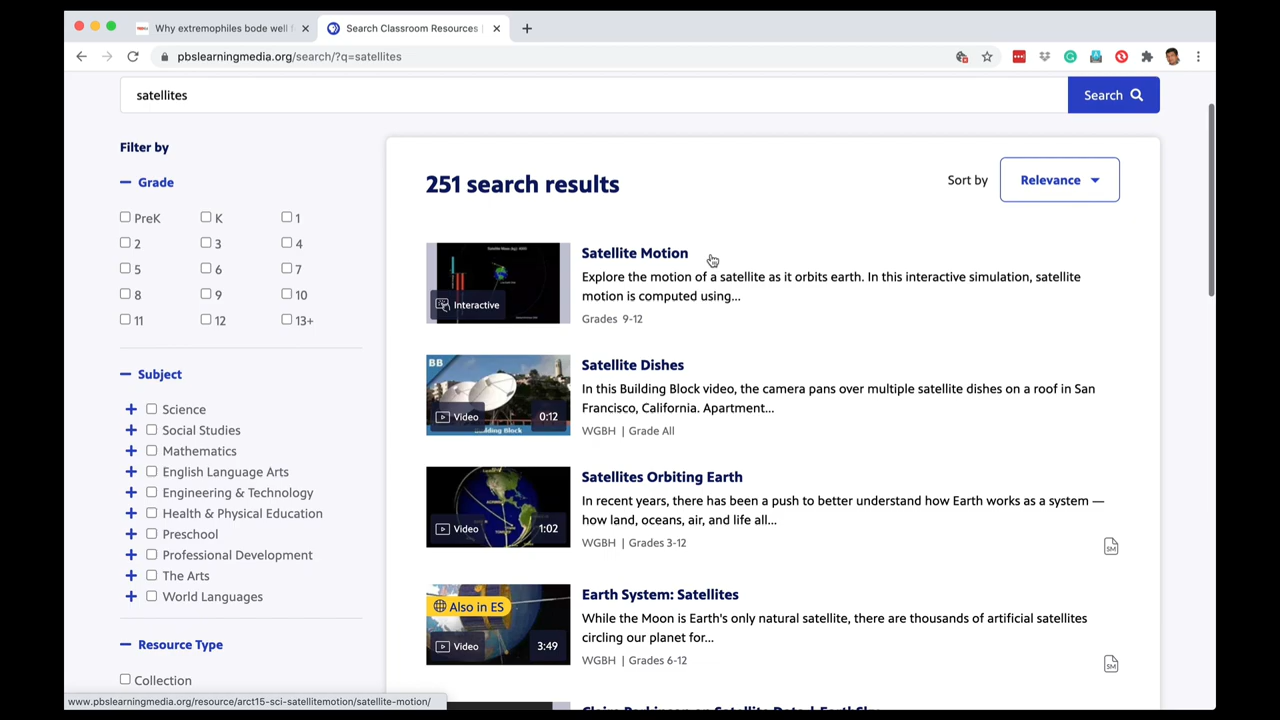 Why extremophiles bode well f
Search Classroom Resources |
pbslearningmedia.org/search/?q=satellites
satellites
Search
Filter by
Grade
PreK K 1
2 3 4
5 6 7
8 9 10
11 12 13+
Subject
Science
Social Studies
Mathematics
English Language Arts
Engineering & Technology
Health & Physical Education
Preschool
Professional Development
The Arts
World Languages
Resource Type
Collection
251 search results
Sort by Relevance
Interactive
Satellite Motion
Explore the motion of a satellite as it orbits earth. In this interactive simulation, satellite
motion is computed using...
Grades 9-12
BB
Video 0:12
Building Block
Satellite Dishes
In this Building Block video, the camera pans over multiple satellite dishes on a roof in San
Francisco, California. Apartment...
WGBH | Grade All
Video 1:02
Satellites Orbiting Earth
In recent years, there has been a push to better understand how Earth works as a system —
how land, oceans, air, and life all...
WGBH | Grades 3-12
SM
Also in ES
Video 3:49
Earth System: Satellites
While the Moon is Earth's only natural satellite, there are thousands of artificial satellites
circling our planet for...
WGBH | Grades 6-12
SM
www.pbslearningmedia.org/resource/arct15-sci-satellitemotion/satellite-motion/